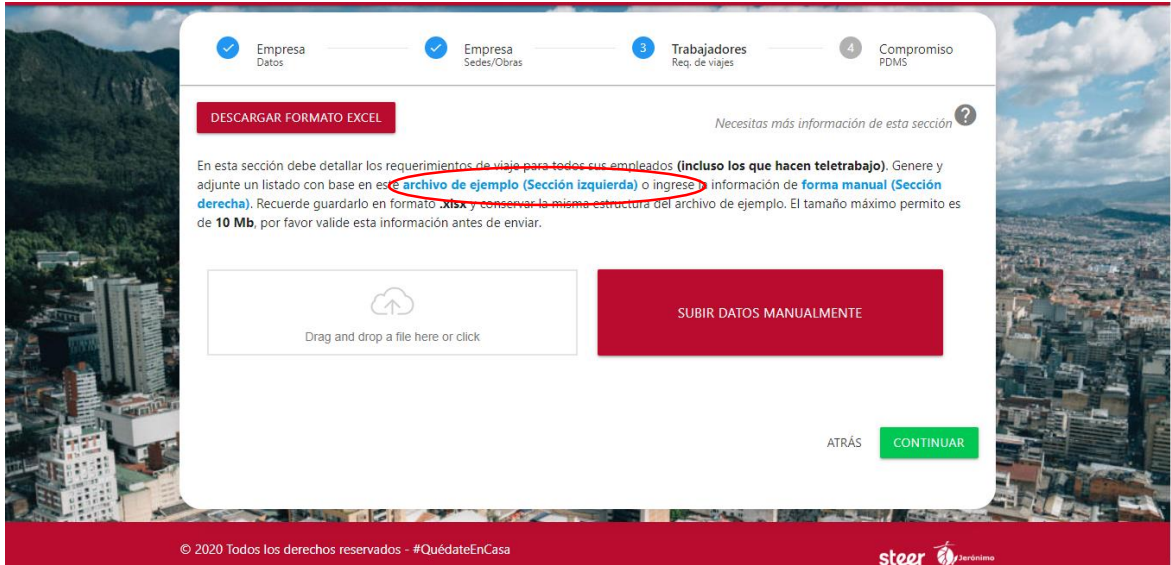 Empresa
Datos
Empresa
Sedes/Obras
3
Trabajadores
Req. de viajes
4
Compromiso
PDMS
DESCARGAR FORMATO EXCEL
Necesitas más información de esta sección ?
En esta sección debe detallar los requerimientos de viaje para todos sus empleados (incluso los que hacen teletrabajo). Genere y
adjunte un listado con base en este archivo de ejemplo (Sección izquierda) o ingrese la información de forma manual (Sección
derecha). Recuerde guardarlo en formato .xlsx y conservar la misma estructura del archivo de ejemplo. El tamaño máximo permito es
de 10 Mb, por favor valide esta información antes de enviar.
Drag and drop a file here or click
SUBIR DATOS MANUALMENTE
ATRÁS
CONTINUAR
© 2020 Todos los derechos reservados - #QuédateEnCasa
steer
Jerónimo